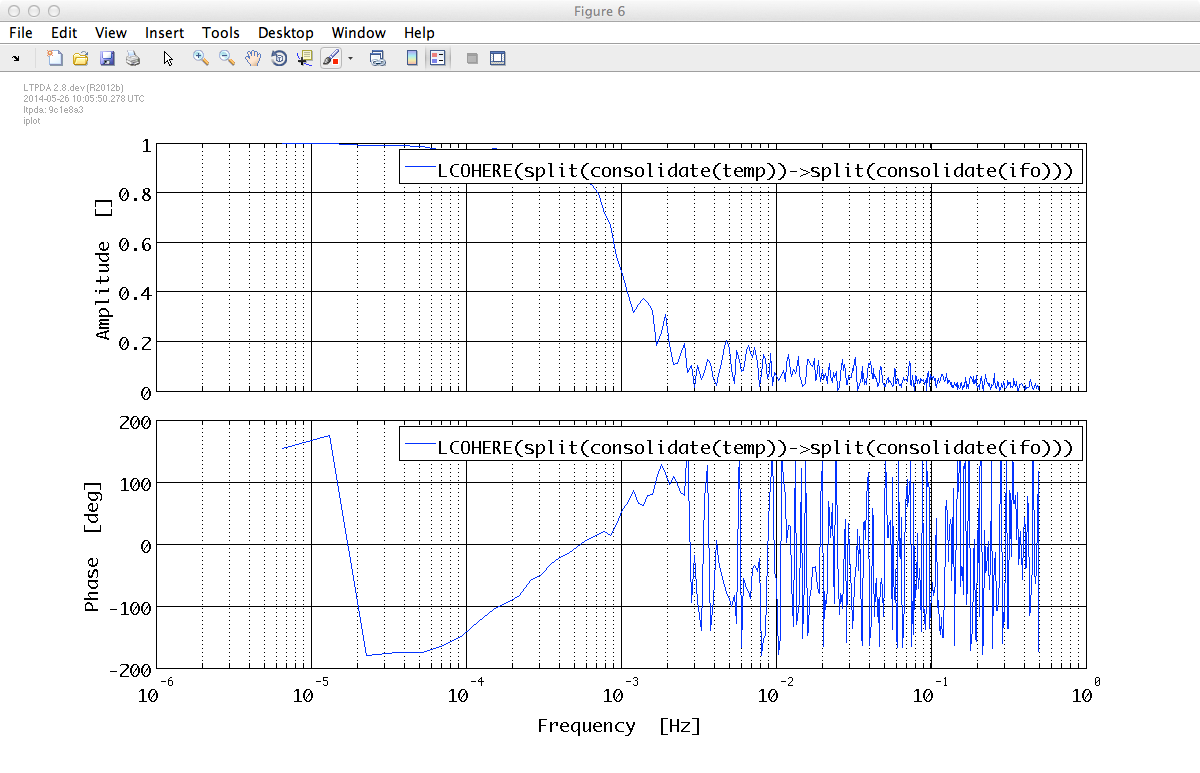 Figure 6
File Edit View Insert Tools Desktop Window Help
LTPDA 2.8.dev (R2012b)
2014-05-26 10:05:50.278 UTC
ltpda: 9c1e8a3
iplot
1
0.8
0.6
0.4
0.2
0
Amplitude []
LCOHERE(split(consolidate(temp))->split(consolidate(ifo)))
200
100
0
-100
-200
Phase [deg]
LCOHERE(split(consolidate(temp))->split(consolidate(ifo)))
10^-6 10^-5 10^-4 10^-3 10^-2 10^-1 10^0
Frequency [Hz]